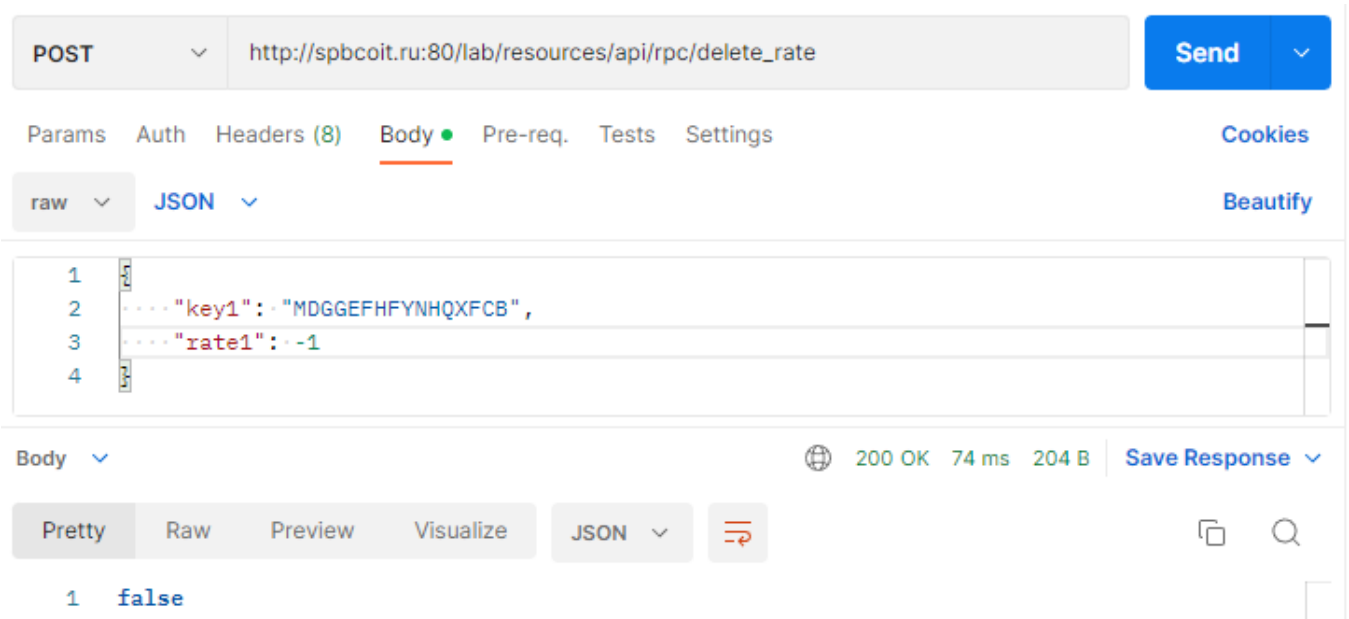 POST http://spbcoit.ru:80/lab/resources/api/rpc/delete_rate Send
Params Auth Headers (8) Body Pre-req. Tests Settings Cookies
raw JSON Beautify
1 {
2 "key1": "MDGGEFHFYNHQXFCB",
3 "rate1": -1
4 }
Body 200 OK 74 ms 204 B Save Response
Pretty Raw Preview Visualize JSON
1 false